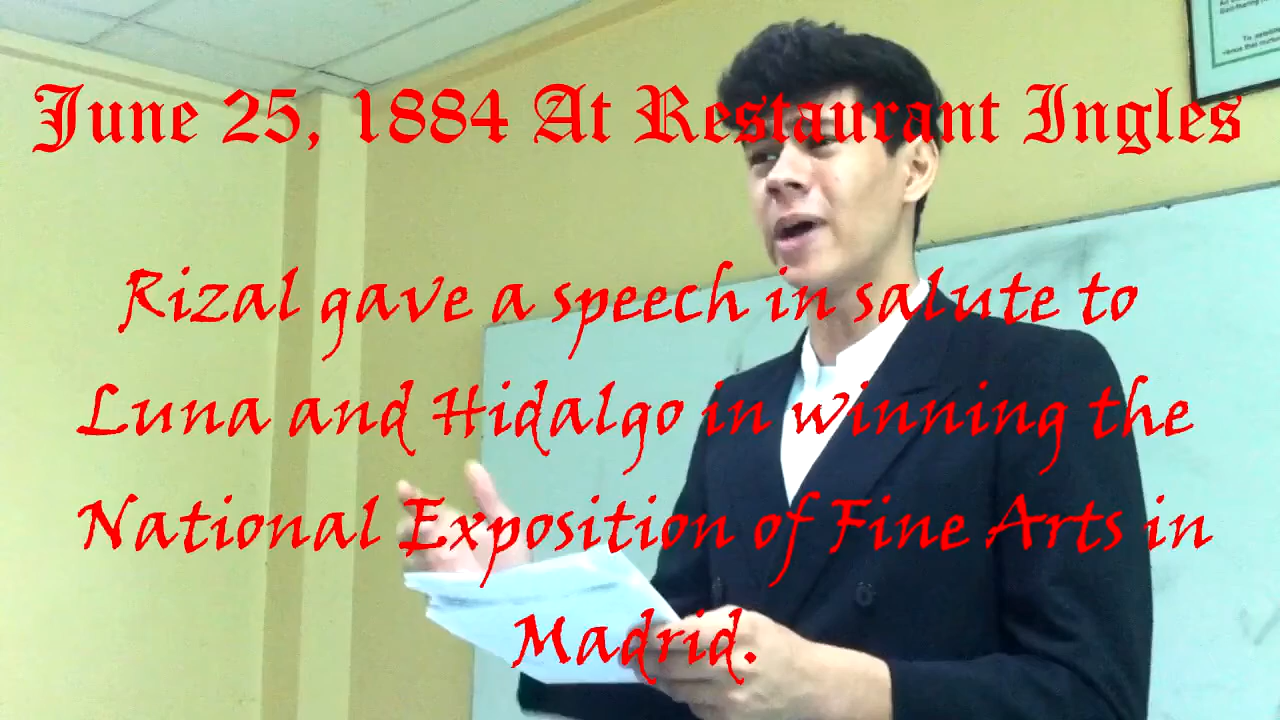 June 25, 1884 At Restaurant Ingles
Rizal gave a speech in salute to
Luna and Hidalgo in winning the
National Exposition of Fine Arts in
Madrid.